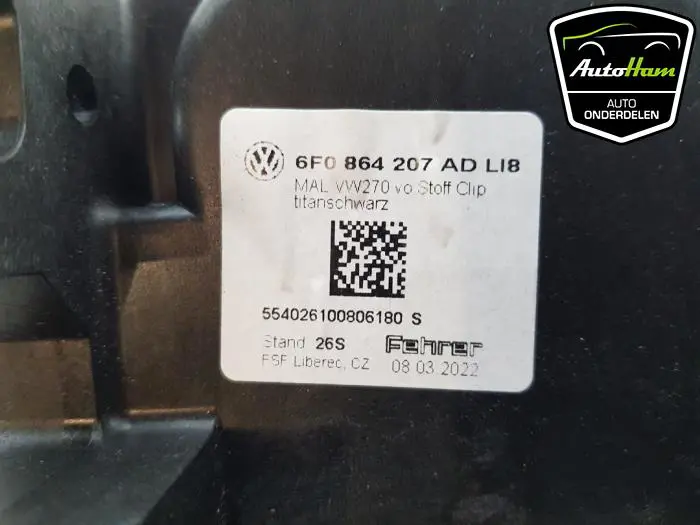 AutoHam
AUTO
ONDERDELEN
6F0 864 207 AD LI8
MAL VW270 vo Stoff Clip
titanschwarz
554026100806180 S
Stand 26S Fehrer
FSF Liberec, CZ 08.03.2022